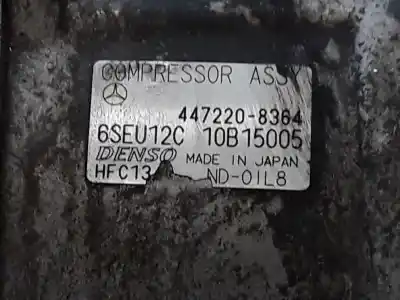 COMPRESSOR ASSY
447220-8364
6SEU12C 10B15005
DENSO MADE IN JAPAN
HFC13 ND-OIL8